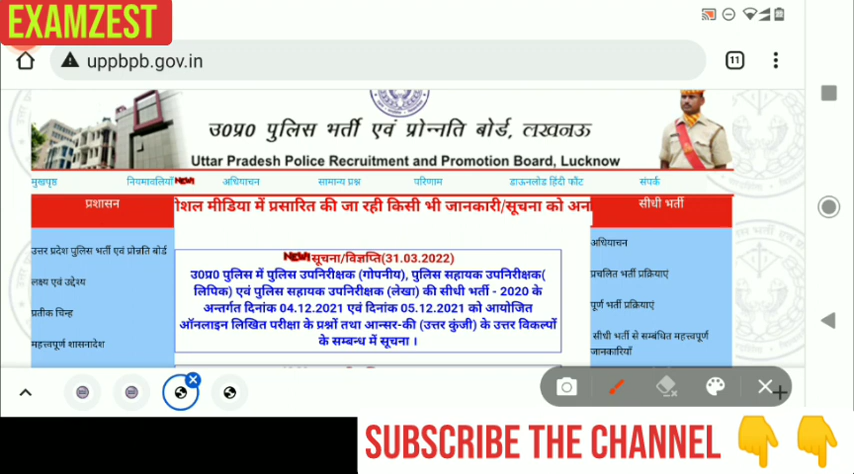 EXAMZEST
uppbpb.gov.in
11
उ0प्र0 पुलिस भर्ती एवं प्रोन्नति बोर्ड, लखनऊ
Uttar Pradesh Police Recruitment and Promotion Board, Lucknow
मुखपृष्ठ नियमावलियाँ NEW अधियाचन सामान्य प्रश्न परिणाम डाऊनलोड हिंदी फौंट संपर्क
प्रशासन
शल मीडिया में प्रसारित की जा रही किसी भी जानकारी/सूचना को अन
सीधी भर्ती
उत्तर प्रदेश पुलिस भर्ती एवं प्रोन्नति बोर्ड
लक्ष्य एवं उद्देश्य
प्रतीक चिन्ह
महत्त्वपूर्ण शासनादेश
NEW सूचना/विज्ञप्ति(31.03.2022)
उ0प्र0 पुलिस में पुलिस उपनिरीक्षक (गोपनीय), पुलिस सहायक उपनिरीक्षक(
लिपिक) एवं पुलिस सहायक उपनिरीक्षक (लेखा) की सीधी भर्ती - 2020 के
अन्तर्गत दिनांक 04.12.2021 एवं दिनांक 05.12.2021 को आयोजित
ऑनलाइन लिखित परीक्षा के प्रश्नों तथा आन्सर-की (उत्तर कुंजी) के उत्तर विकल्पों
के सम्बन्ध में सूचना ।
अधियाचन
प्रचलित भर्ती प्रक्रियाएं
पूर्ण भर्ती प्रक्रियाएं
सीधी भर्ती से सम्बंधित महत्त्वपूर्ण
जानकारियाँ
SUBSCRIBE THE CHANNEL